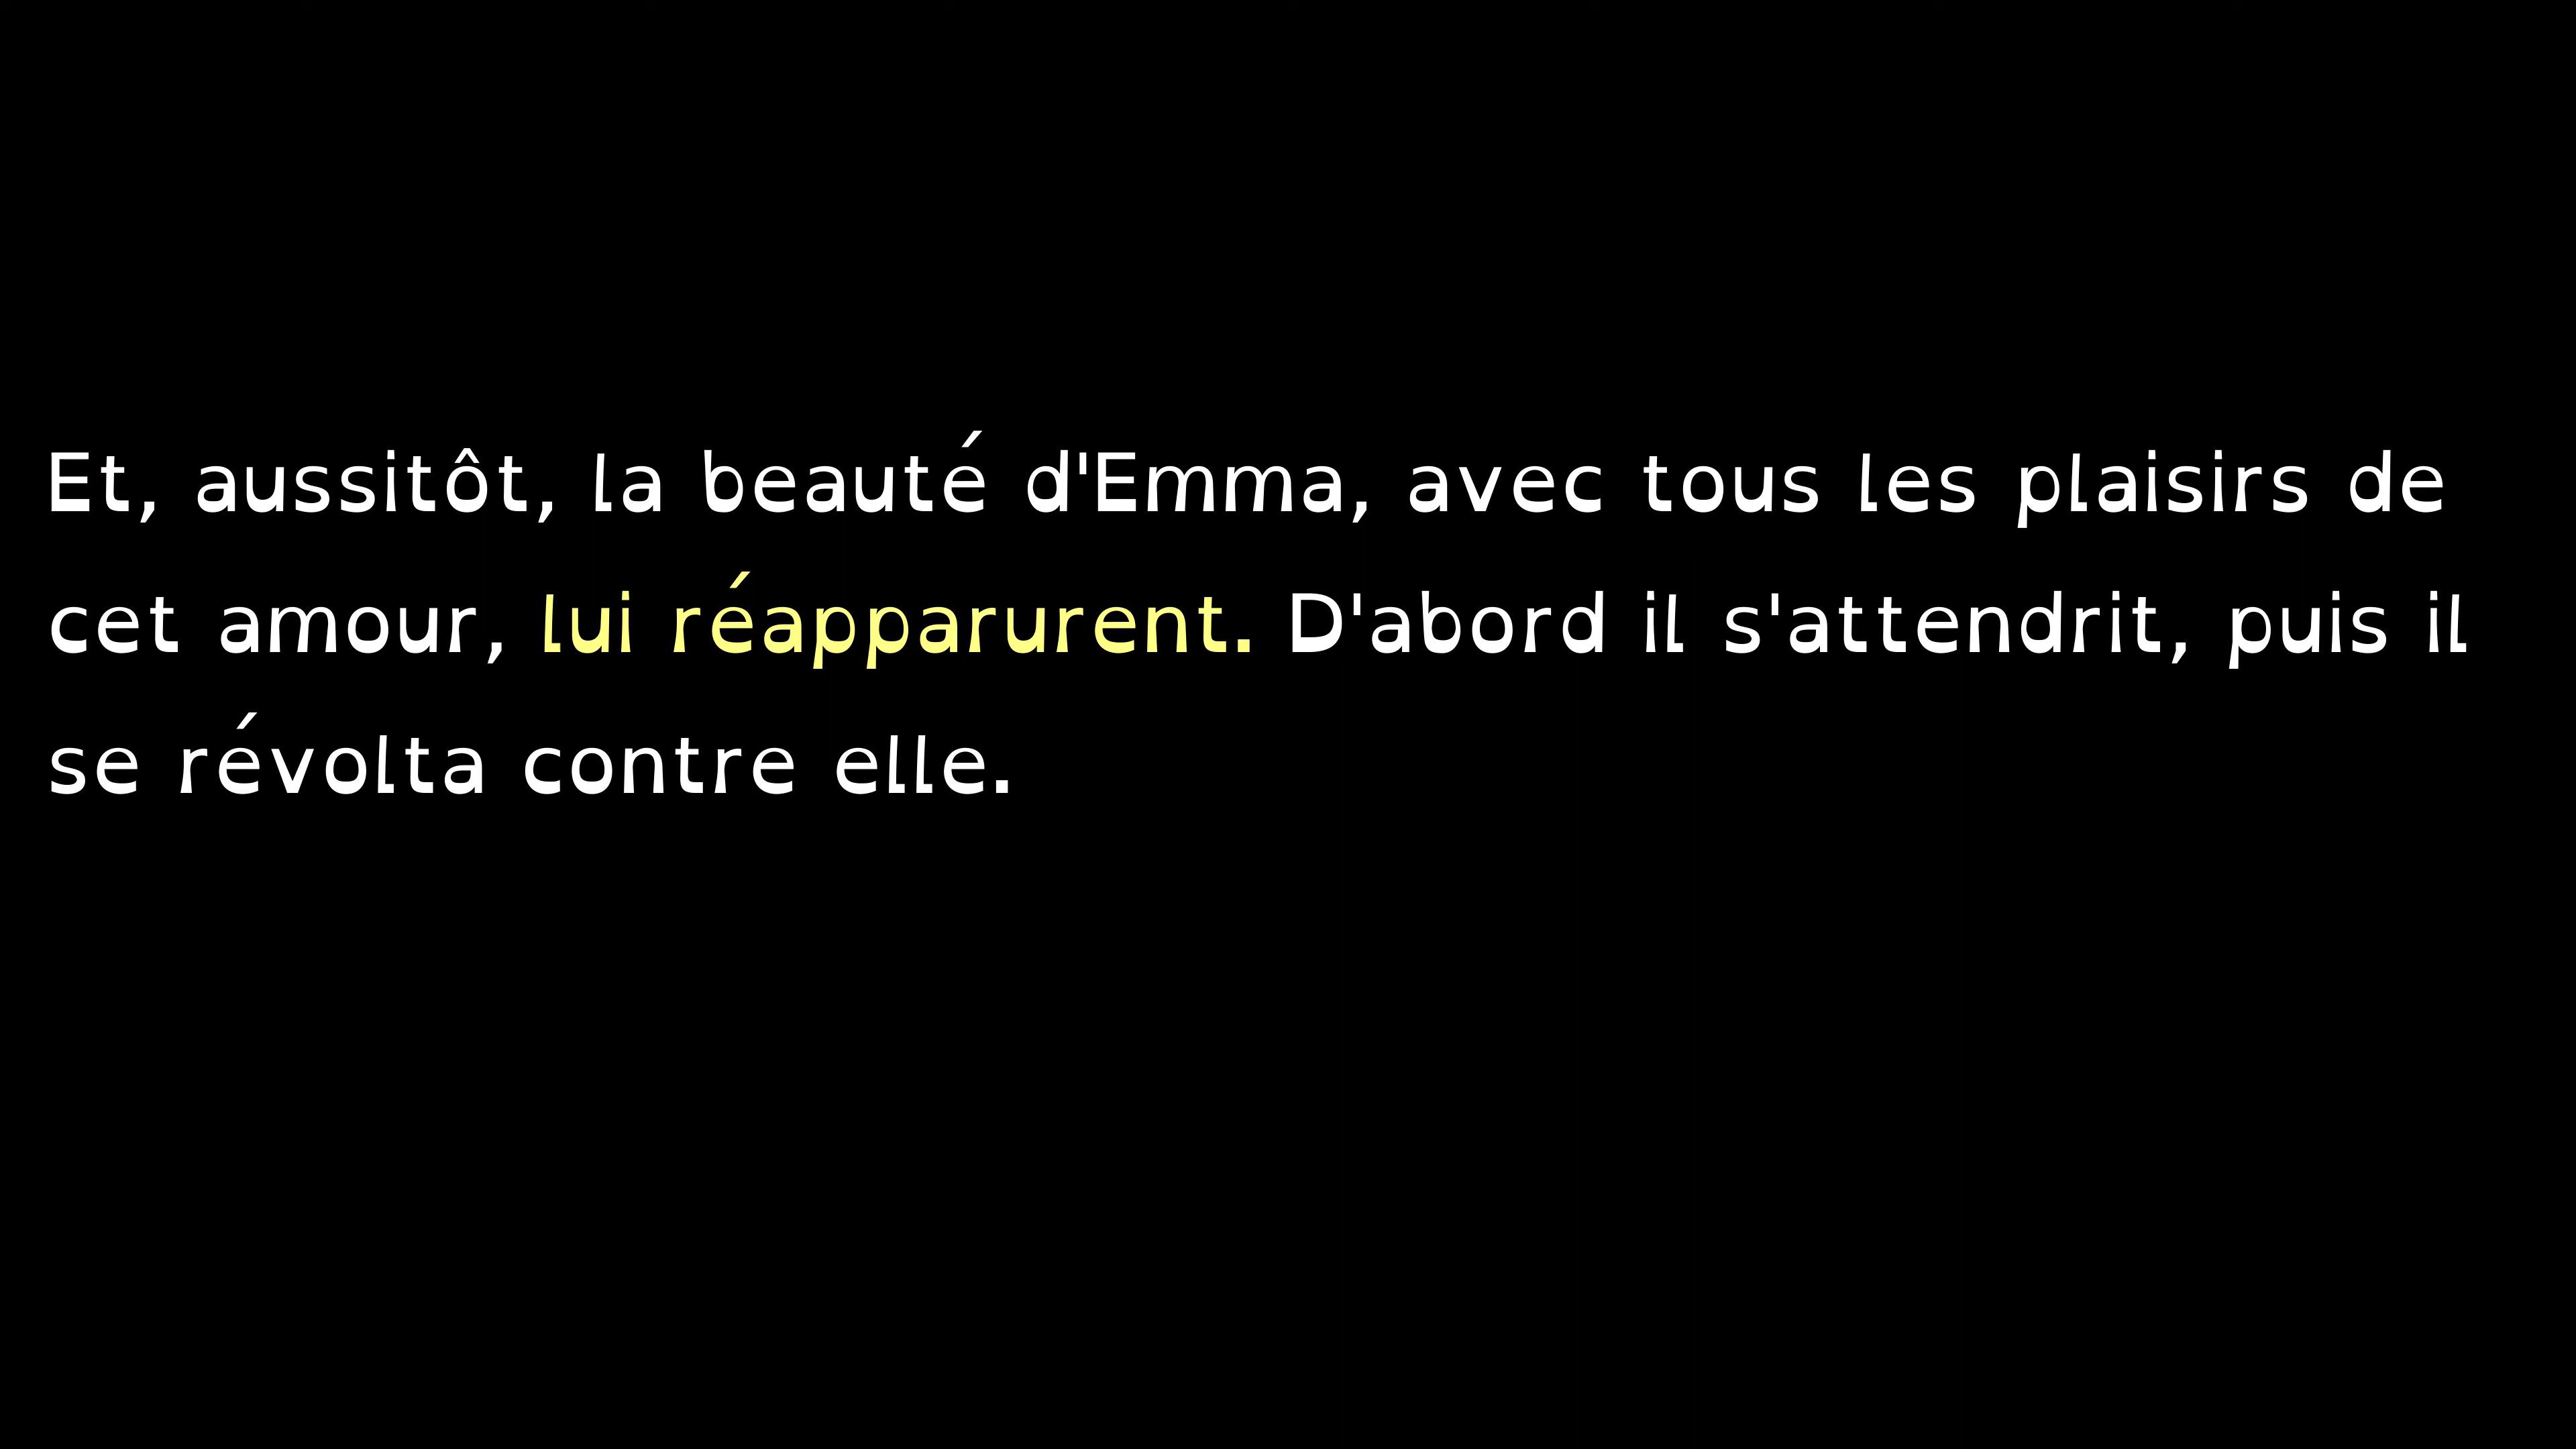 Et, aussitôt, la beauté d'Emma, avec tous les plaisirs de
cet amour, lui réapparurent. D'abord il s'attendrit, puis il
se révolta contre elle.